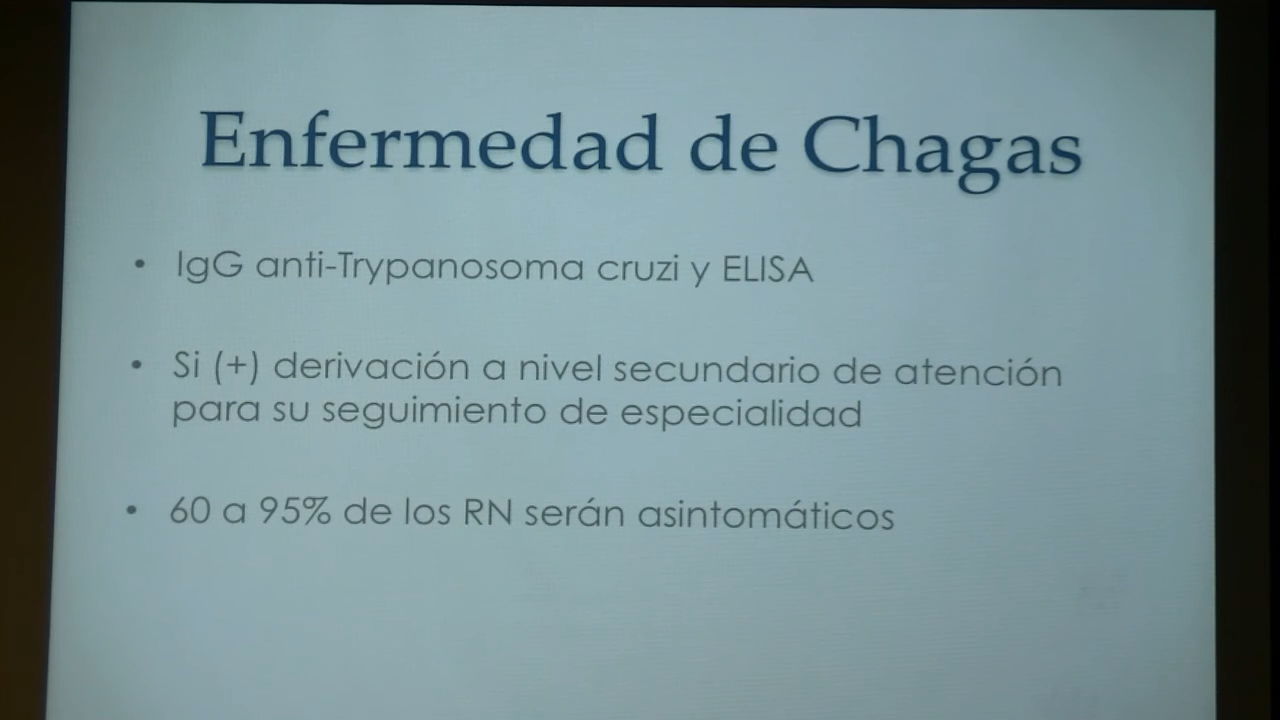 Enfermedad de Chagas
• IgG anti-Trypanosoma cruzi y ELISA
• Si (+) derivación a nivel secundario de atención
para su seguimiento de especialidad
• 60 a 95% de los RN serán asintomáticos